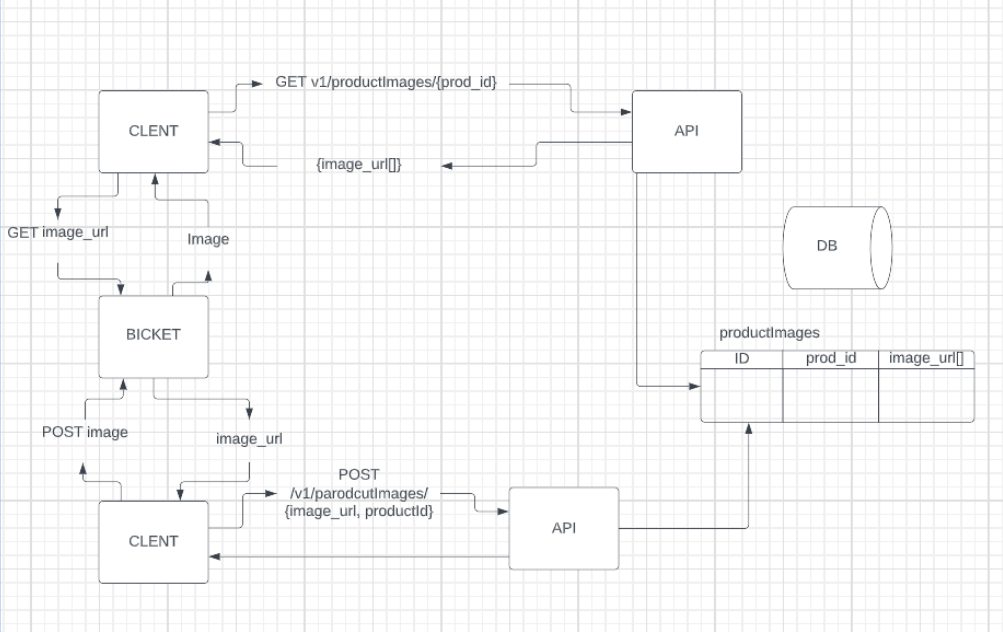 GET v1/productImages/{prod_id}
CLENT
API
{image_url[]}
GET image_url
Image
DB
BICKET
productImages
ID prod_id image_url[]
POST image
image_url
POST
/v1/parodcutImages/
{image_url, productId}
CLENT
API